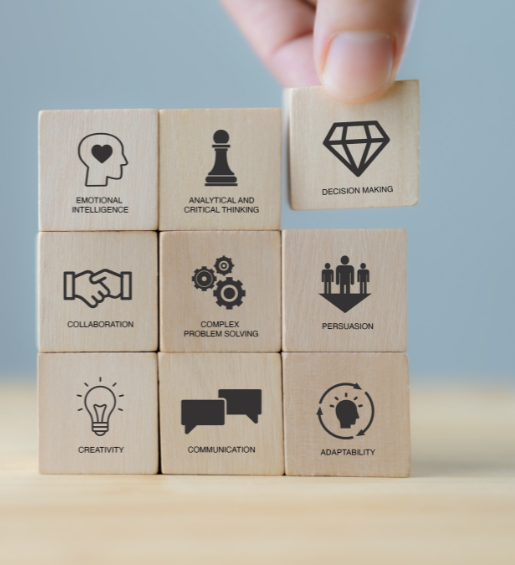 EMOTIONAL
INTELLIGENCE
ANALYTICAL AND
CRITICAL THINKING
DECISION MAKING
COLLABORATION
COMPLEX
PROBLEM SOLVING
PERSUASION
CREATIVITY
COMMUNICATION
ADAPTABILITY